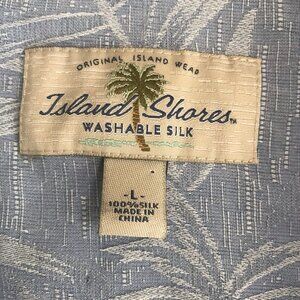 ORIGINAL ISLAND WEAR
Island Shores™
WASHABLE SILK
-L-
100%SILK
MADE IN
CHINA